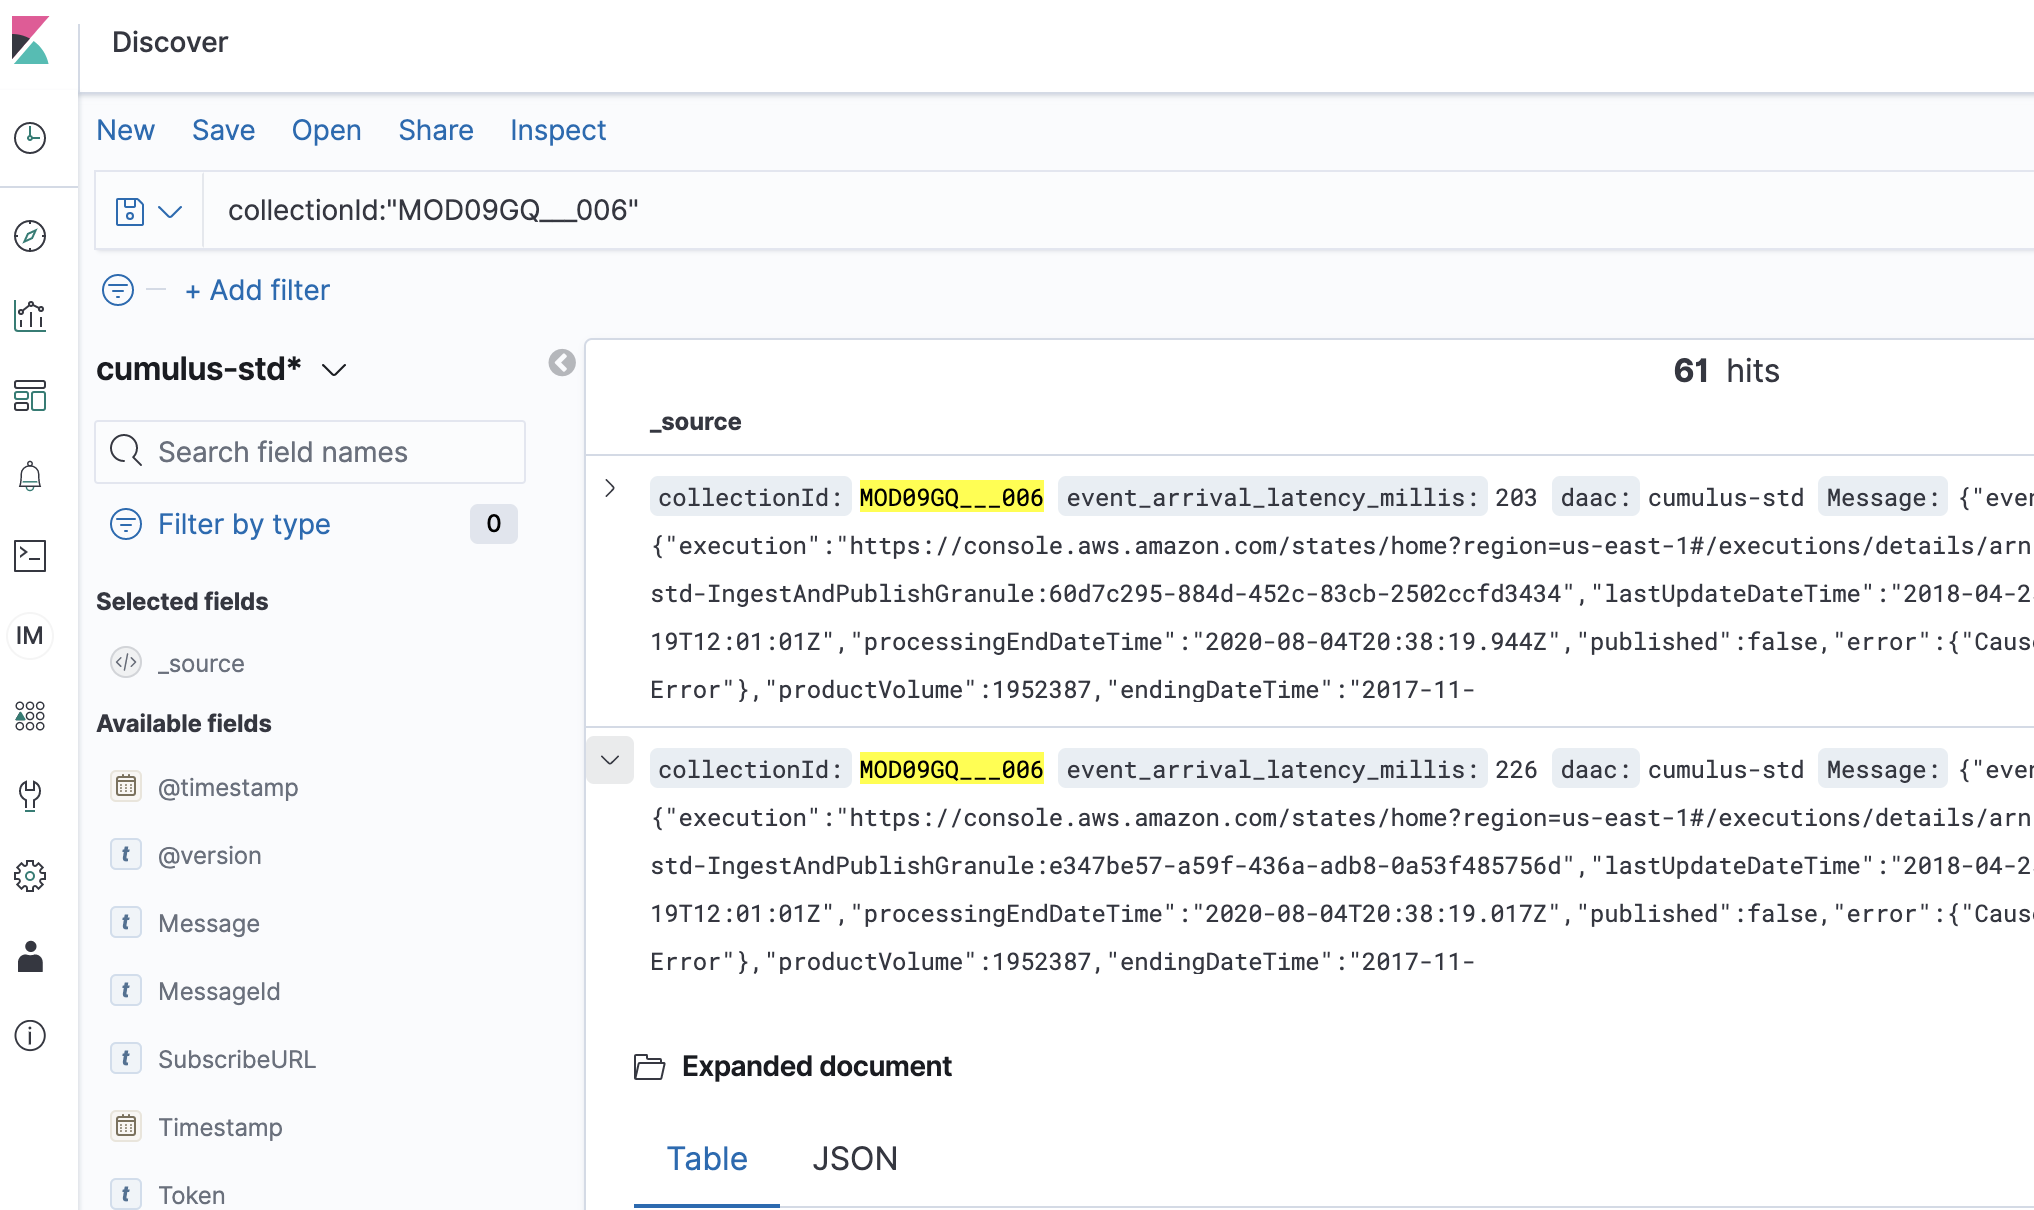 Discover
New Save Open Share Inspect
collectionId:"MOD09GQ___006"
+ Add filter
cumulus-std*
Search field names
Filter by type 0
Selected fields
_source
Available fields
@timestamp
t @version
t Message
t MessageId
t SubscribeURL
Timestamp
t Token
IM
61 hits
_source
collectionId: MOD09GQ___006 event_arrival_latency_millis: 203 daac: cumulus-std Message: {"ever
{"execution":"https://console.aws.amazon.com/states/home?region=us-east-1#/executions/details/arn
std-IngestAndPublishGranule:60d7c295-884d-452c-83cb-2502ccfd3434","lastUpdateDateTime":"2018-04-2
19T12:01:01Z","processingEndDateTime":"2020-08-04T20:38:19.944Z","published":false,"error":{"Caus
Error"},"productVolume":1952387,"endingDateTime":"2017-11-
collectionId: MOD09GQ___006 event_arrival_latency_millis: 226 daac: cumulus-std Message: {"ever
{"execution":"https://console.aws.amazon.com/states/home?region=us-east-1#/executions/details/arn
std-IngestAndPublishGranule:e347be57-a59f-436a-adb8-0a53f485756d","lastUpdateDateTime":"2018-04-2
19T12:01:01Z","processingEndDateTime":"2020-08-04T20:38:19.017Z","published":false,"error":{"Caus
Error"},"productVolume":1952387,"endingDateTime":"2017-11-
Expanded document
Table JSON